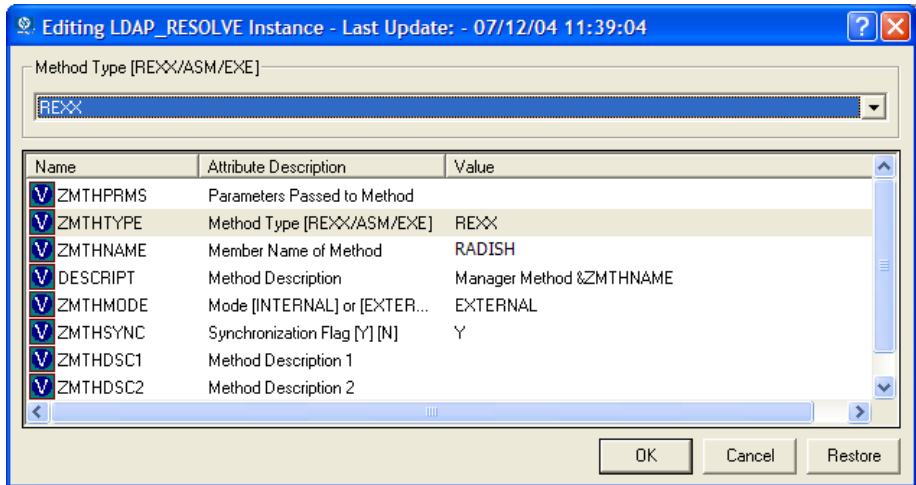 Editing LDAP_RESOLVE Instance - Last Update: - 07/12/04 11:39:04
Method Type [REXX/ASM/EXE]
REXX
Name Attribute Description Value
V ZMTHPRMS Parameters Passed to Method
V ZMTHTYPE Method Type [REXX/ASM/EXE] REXX
V ZMTHNAME Member Name of Method RADISH
V DESCRIPT Method Description Manager Method &ZMTHNAME
V ZMTHMODE Mode [INTERNAL] or [EXTER... EXTERNAL
V ZMTHSYNC Synchronization Flag [Y] [N] Y
V ZMTHDSC1 Method Description 1
V ZMTHDSC2 Method Description 2
OK Cancel Restore